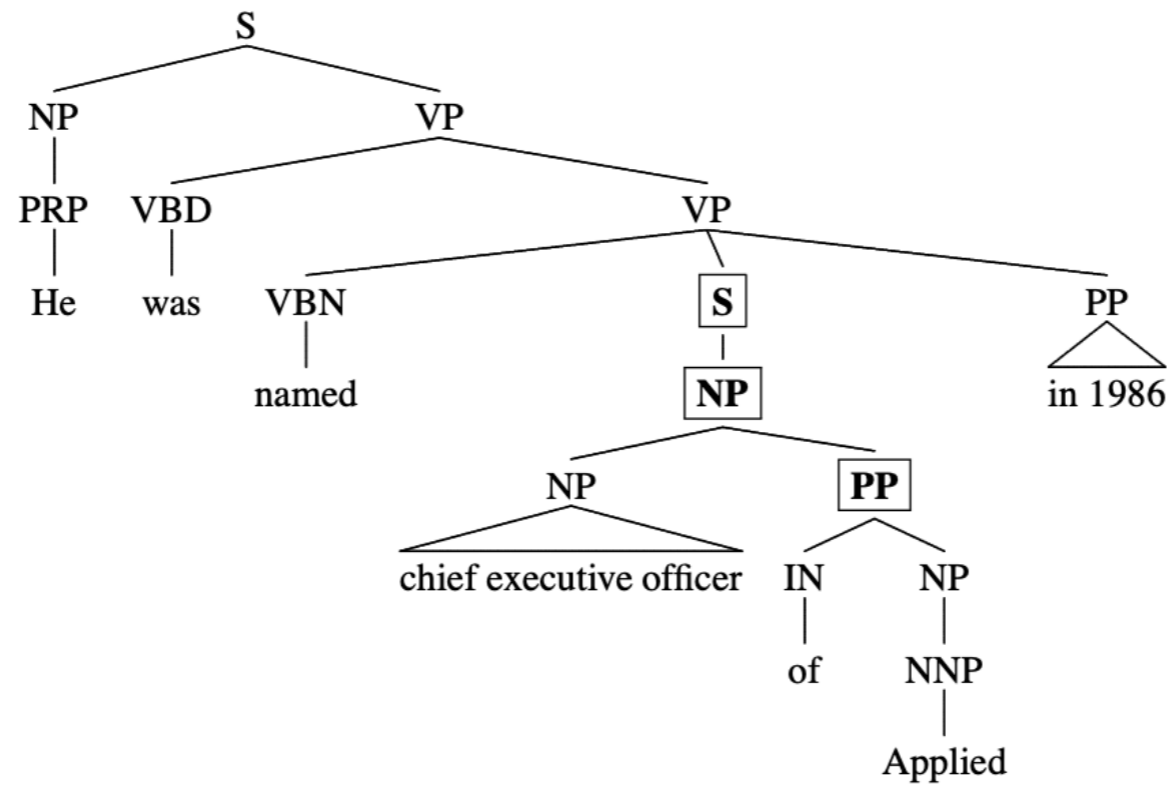 S
NP VP
PRP VBD VP
He was VBN S PP
named NP in 1986
NP PP
chief executive officer IN NP
of NNP
Applied